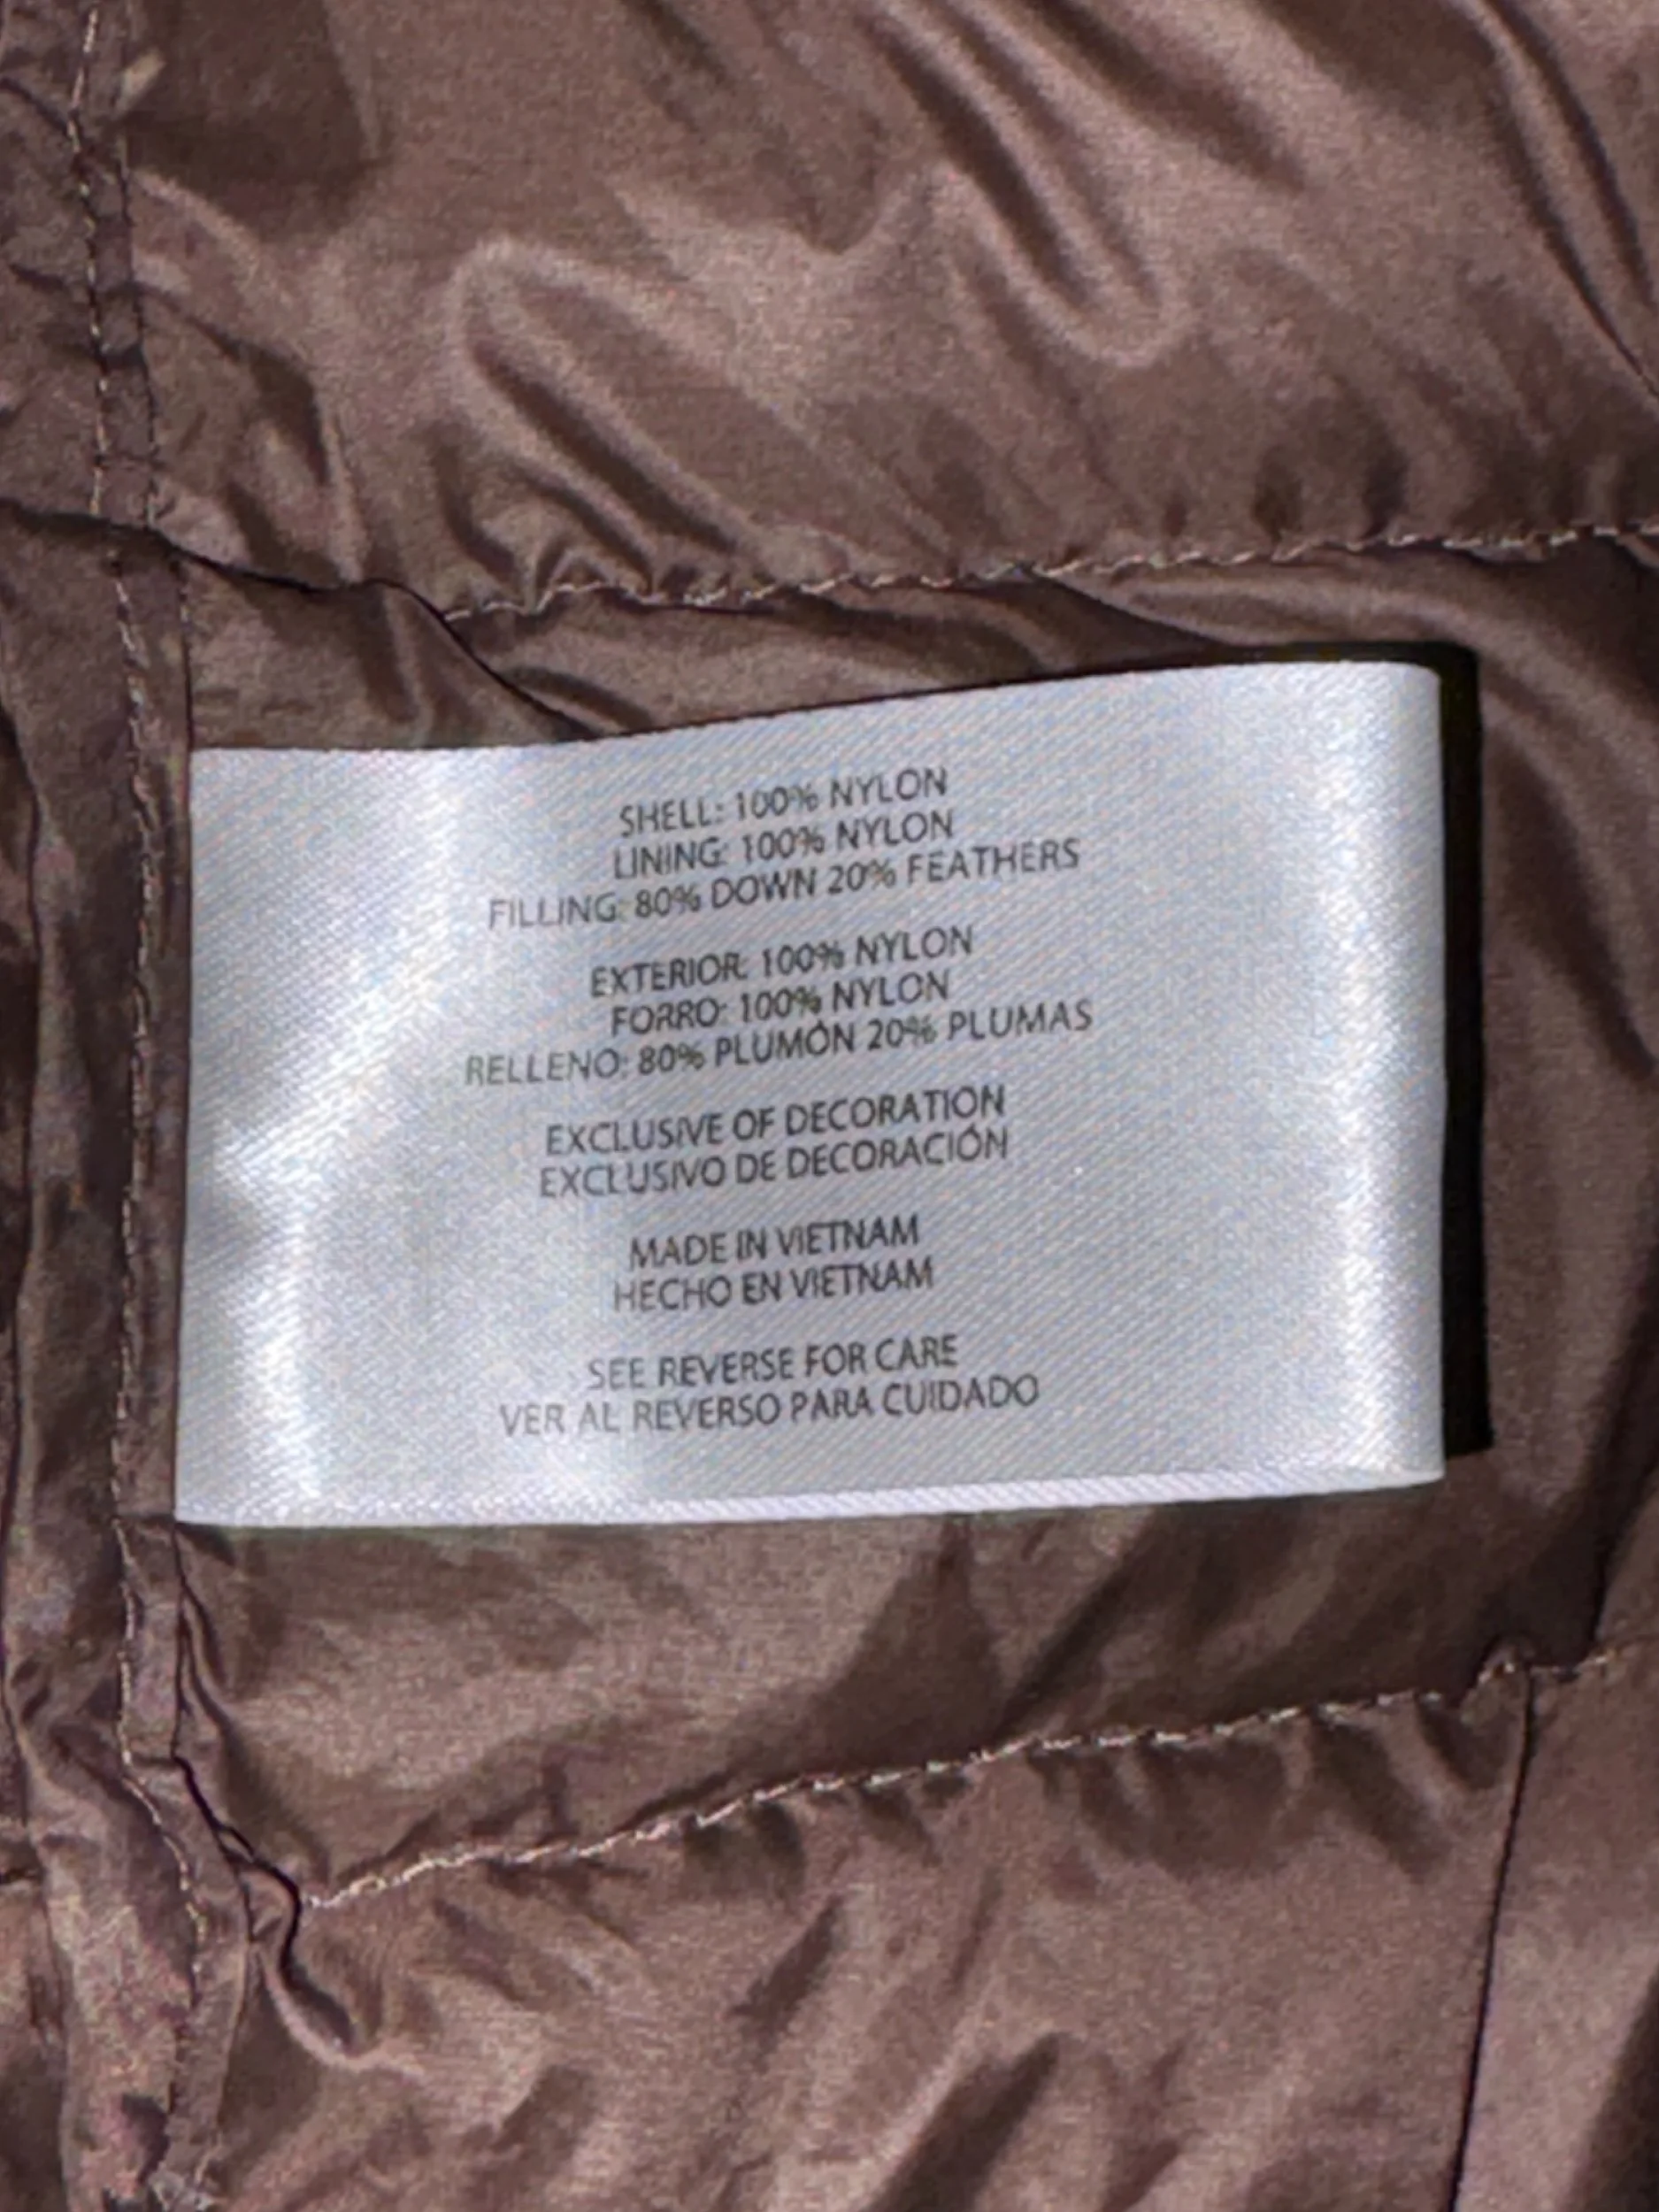 SHELL: 100% NYLON
LINING: 100% NYLON
FILLING: 80% DOWN 20% FEATHERS
EXTERIOR: 100% NYLON
FORRO: 100% NYLON
RELLENO: 80% PLUMÓN 20% PLUMAS
EXCLUSIVE OF DECORATION
EXCLUSIVO DE DECORACIÓN
MADE IN VIETNAM
HECHO EN VIETNAM
SEE REVERSE FOR CARE
VER AL REVERSO PARA CUIDADO